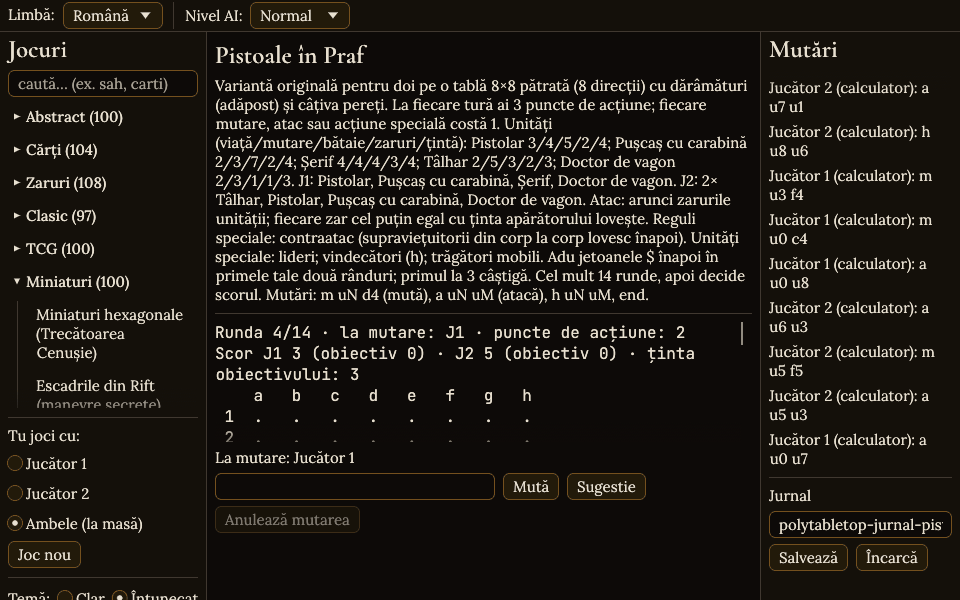 Limbă: Română Nivel AI: Normal
Jocuri
caută... (ex. sah, carti)
Abstract (100)
Cărți (104)
Zaruri (108)
Clasic (97)
TCG (100)
Miniaturi (100)
Miniaturi hexagonale
(Trecătoarea
Cenușie)
Escadrile din Rift
(manevre secrete)
Tu joci cu:
Jucător 1
Jucător 2
Ambele (la masă)
Joc nou
Temă: Clar Întunecat
Pistoale în Praf
Variantă originală pentru doi pe o tablă 8×8 pătrată (8 direcții) cu dărâmături
(adăpost) și câțiva pereți. La fiecare tură ai 3 puncte de acțiune; fiecare
mutare, atac sau acțiune specială costă 1. Unități
(viață/mutare/bătaie/zaruri/țintă): Pistolar 3/4/5/2/4; Pușcaș cu carabină
2/3/7/2/4; Șerif 4/4/4/3/4; Tâlhar 2/5/3/2/3; Doctor de vagon
2/3/1/1/3. J1: Pistolar, Pușcaș cu carabină, Șerif, Doctor de vagon. J2: 2×
Tâlhar, Pistolar, Pușcaș cu carabină, Doctor de vagon. Atac: arunci zarurile
unității; fiecare zar cel puțin egal cu ținta apărătorului lovește. Reguli
speciale: contraatac (supraviețuitorii din corp la corp lovesc înapoi). Unități
speciale: lideri; vindecători (h); trăgători mobili. Adu jetoanele $ înapoi în
primele tale două rânduri; primul la 3 câștigă. Cel mult 14 runde, apoi decide
scorul. Mutări: m uN d4 (mută), a uN uM (atacă), h uN uM, end.
Runda 4/14 · la mutare: J1 · puncte de acțiune: 2
Scor J1 3 (obiectiv 0) · J2 5 (obiectiv 0) · ținta
obiectivului: 3
a b c d e f g h
1 . . . . . . . .
2 . . . . . . . .
La mutare: Jucător 1
Mută Sugestie
Anulează mutarea
Mutări
Jucător 2 (calculator): a
u7 u1
Jucător 2 (calculator): h
u8 u6
Jucător 1 (calculator): m
u3 f4
Jucător 1 (calculator): m
u0 c4
Jucător 1 (calculator): a
u0 u8
Jucător 2 (calculator): a
u6 u3
Jucător 2 (calculator): m
u5 f5
Jucător 2 (calculator): a
u5 u3
Jucător 1 (calculator): a
u0 u7
Jurnal
polytabletop-jurnal-pis
Salvează Încarcă